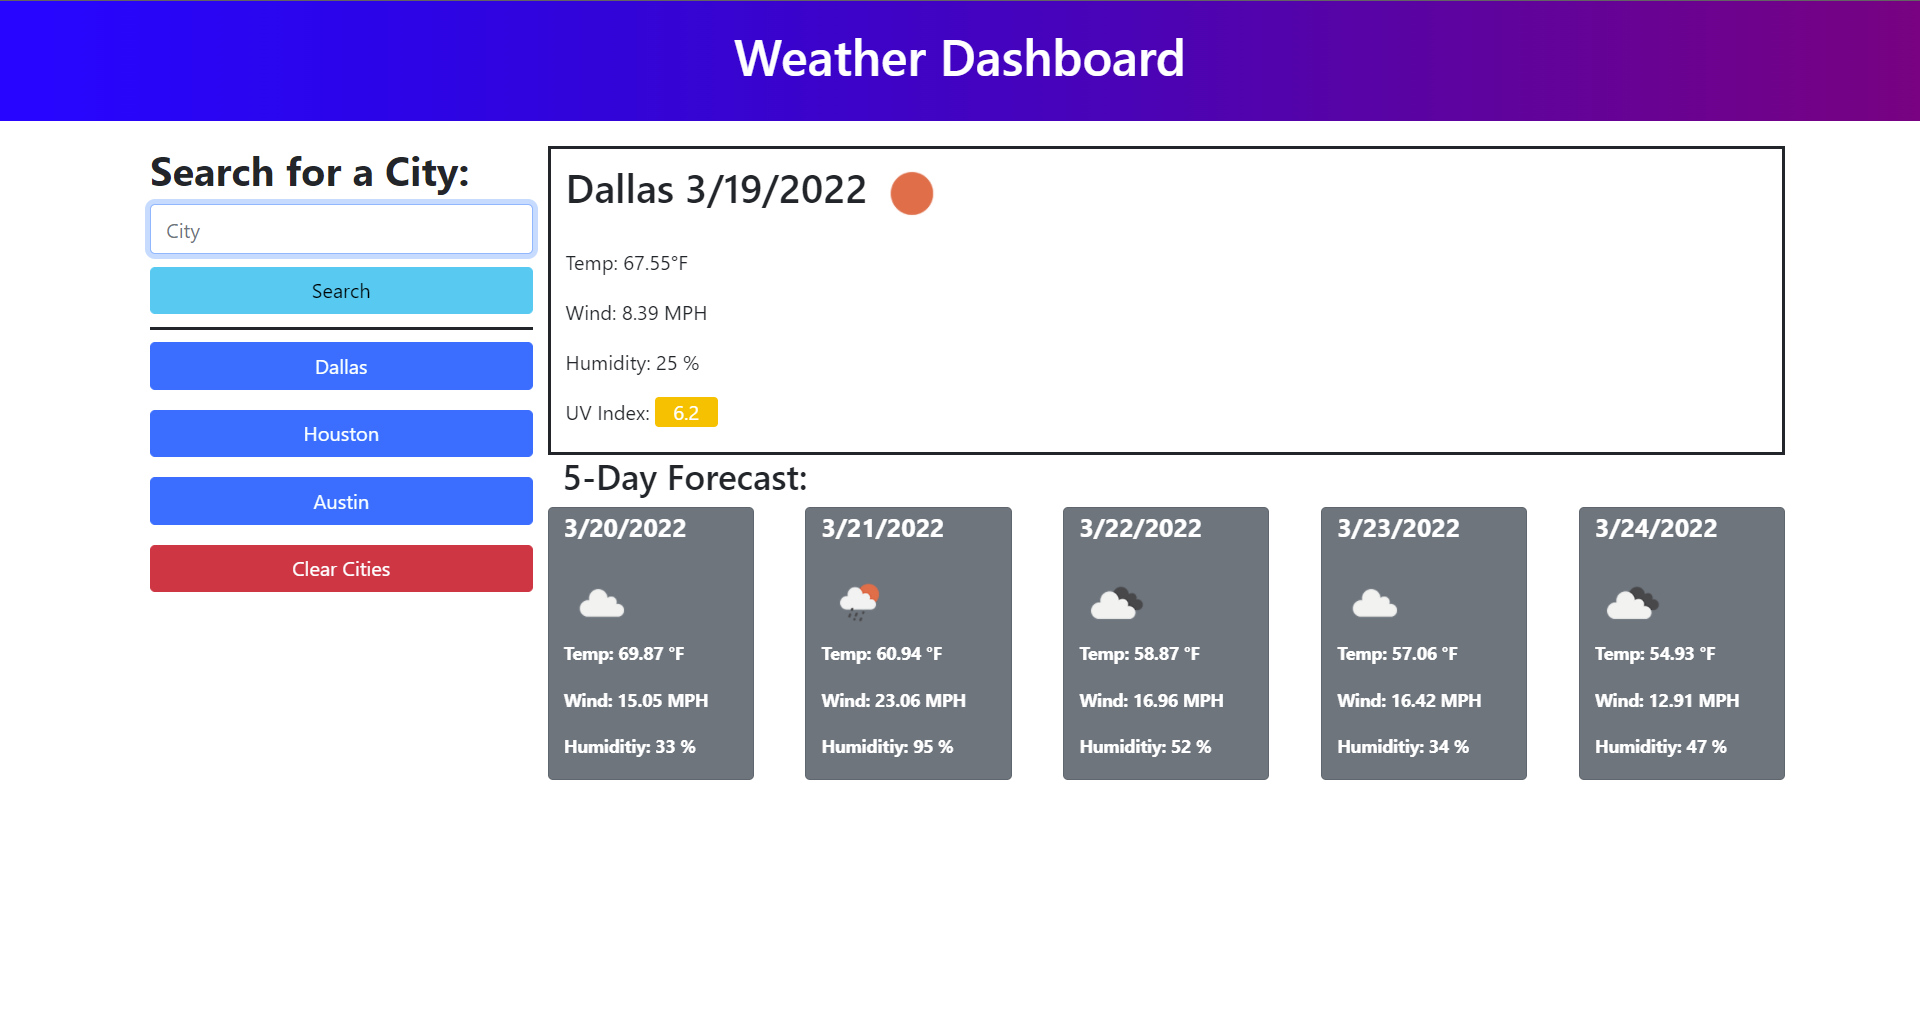 Weather Dashboard
Search for a City:
City
Search
Dallas
Houston
Austin
Clear Cities
Dallas 3/19/2022
Temp: 67.55°F
Wind: 8.39 MPH
Humidity: 25 %
UV Index: 6.2
5-Day Forecast:
3/20/2022
Temp: 69.87 °F
Wind: 15.05 MPH
Humiditiy: 33 %
3/21/2022
Temp: 60.94 °F
Wind: 23.06 MPH
Humiditiy: 95 %
3/22/2022
Temp: 58.87 °F
Wind: 16.96 MPH
Humiditiy: 52 %
3/23/2022
Temp: 57.06 °F
Wind: 16.42 MPH
Humiditiy: 34 %
3/24/2022
Temp: 54.93 °F
Wind: 12.91 MPH
Humiditiy: 47 %